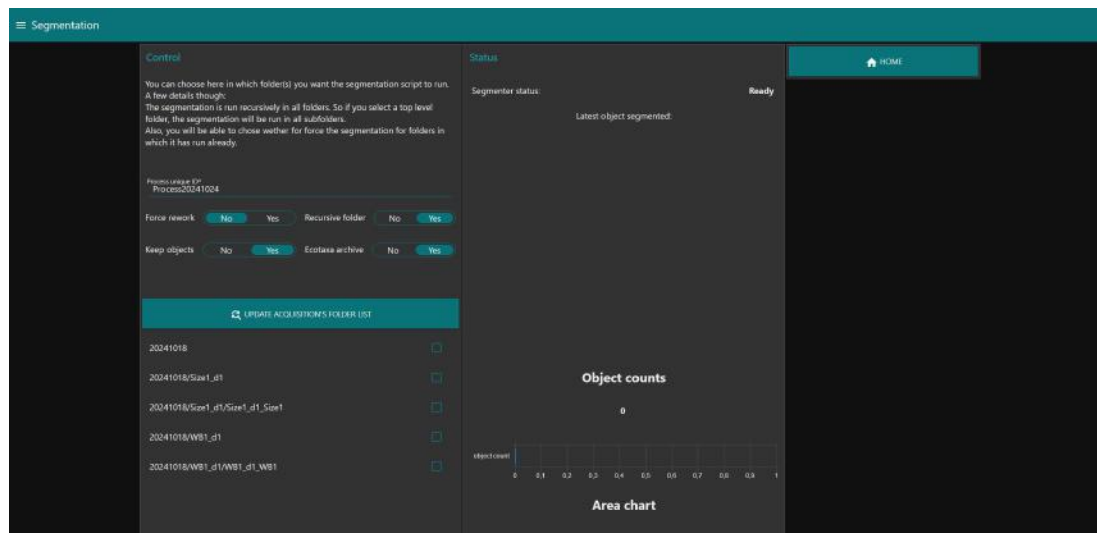 Segmentation
Control
You can choose here in which folder(s) you want the segmentation script to run.
A few details though:
The segmentation is run recursively in all folders. So if you select a top level
folder, the segmentation will be run in all subfolders.
Also, you will be able to chose wether for force the segmentation for folders in
which it has run already.
Process unique ID*
Process20241024
Force rework No Yes Recursive folder No Yes
Keep objects No Yes Ecotaxa archive No Yes
UPDATE ACQUISITION'S FOLDER LIST
20241018
20241018/Size1_d1
20241018/Size1_d1/Size1_d1_Size1
20241018/WB1_d1
20241018/WB1_d1/WB1_d1_WB1
Status
Segmenter status: Ready
Latest object segmented:
Object counts
0
object count
0 0,1 0,2 0,3 0,4 0,5 0,6 0,7 0,8 0,9 1
Area chart
HOME